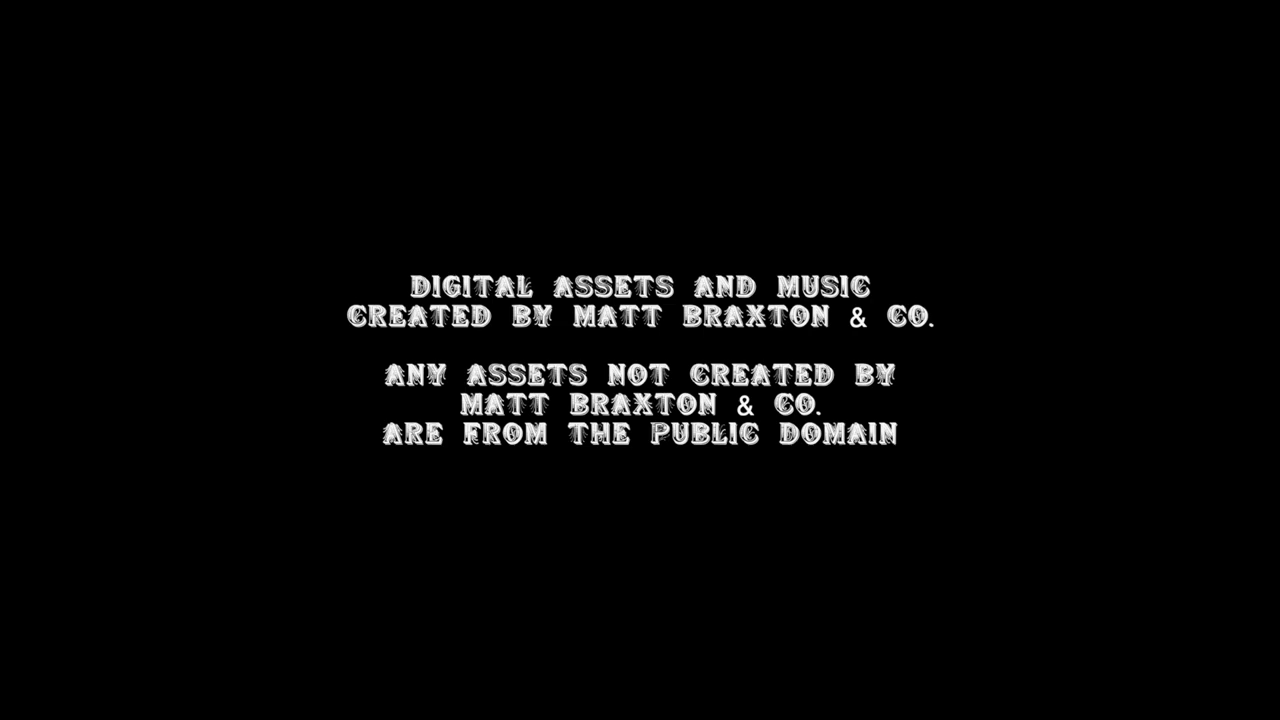 DIGITAL ASSETS AND MUSIC
CREATED BY MATT BRAXTON & CO.
ANY ASSETS NOT CREATED BY
MATT BRAXTON & CO.
ARE FROM THE PUBLIC DOMAIN